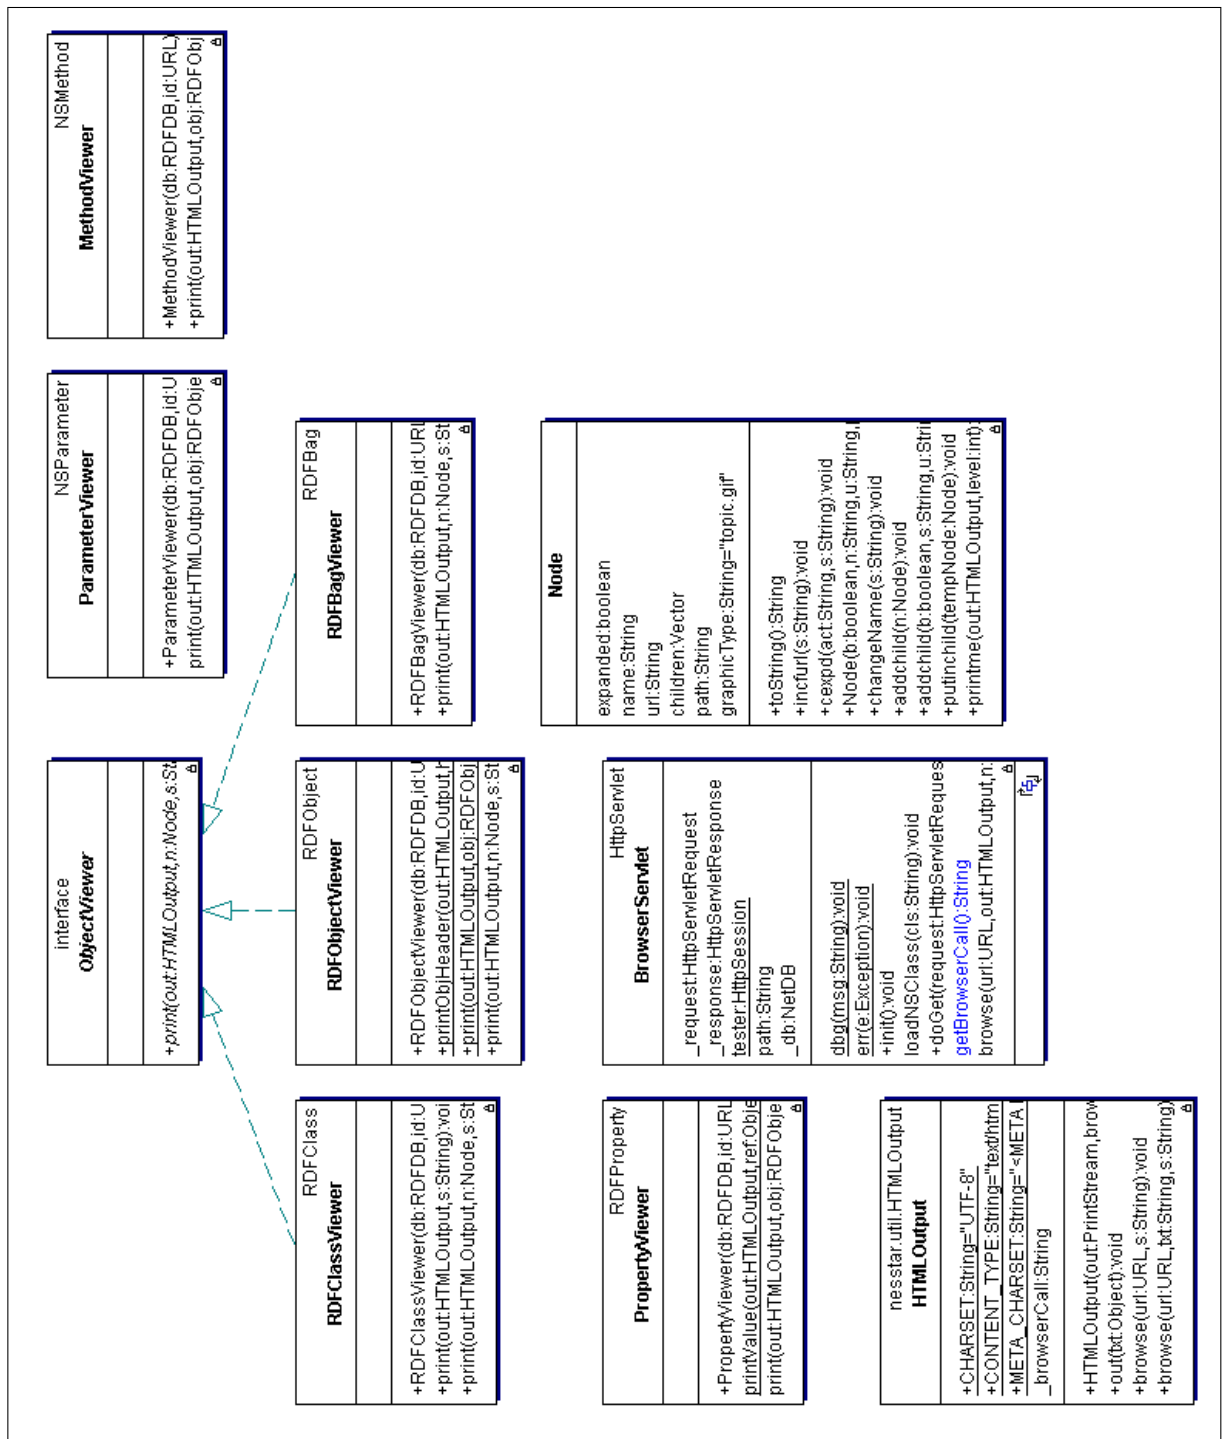 interface
ObjectViewer
+print(out:HTMLOutput,n:Node,s:St
NSParameter
ParameterViewer
+ParameterViewer(db:RDFDB,id:U
print(out:HTMLOutput,obj:RDFObje
NSMethod
MethodViewer
+MethodViewer(db:RDFDB,id:URL)
+print(out:HTMLOutput,obj:RDFObj
RDFClass
RDFClassViewer
+RDFClassViewer(db:RDFDB,id:U
+print(out:HTMLOutput,s:String):voi
+print(out:HTMLOutput,n:Node,s:St
RDFObject
RDFObjectViewer
+RDFObjectViewer(db:RDFDB,id:U
+printObjHeader(out:HTMLOutput,r
+print(out:HTMLOutput,obj:RDFObj
+print(out:HTMLOutput,n:Node,s:St
RDFBag
RDFBagViewer
+RDFBagViewer(db:RDFDB,id:URL
+print(out:HTMLOutput,n:Node,s:St
RDFProperty
PropertyViewer
+PropertyViewer(db:RDFDB,id:URL
printValue(out:HTMLOutput,ref:Obje
print(out:HTMLOutput,obj:RDFObje
HttpServlet
BrowserServlet
_request:HttpServletRequest
_response:HttpServletResponse
tester:HttpSession
path:String
_db:NetDB
dbg(msg:String):void
err(e:Exception):void
+init():void
loadNSClass(cls:String):void
+doGet(request:HttpServletReques
getBrowserCall():String
browse(url:URL,out:HTMLOutput,n:
Node
expanded:boolean
name:String
url:String
children:Vector
path:String
graphicType:String="topic.gif"
+toString():String
+incfurl(s:String):void
+cexpd(act:String,s:String):void
+Node(b:boolean,n:String,u:String,
+changeName(s:String):void
+addchild(n:Node):void
+addchild(b:boolean,s:String,u:Stri
+putinchild(tempNode:Node):void
+printme(out:HTMLOutput,level:int):
nesstar.util.HTMLOutput
HTMLOutput
+CHARSET:String="UTF-8"
+CONTENT_TYPE:String="text/htm
+META_CHARSET:String="<META
_browserCall:String
+HTMLOutput(out:PrintStream,brow
+out(txt:Object):void
+browse(url:URL,s:String):void
+browse(url:URL,txt:String,s:String)